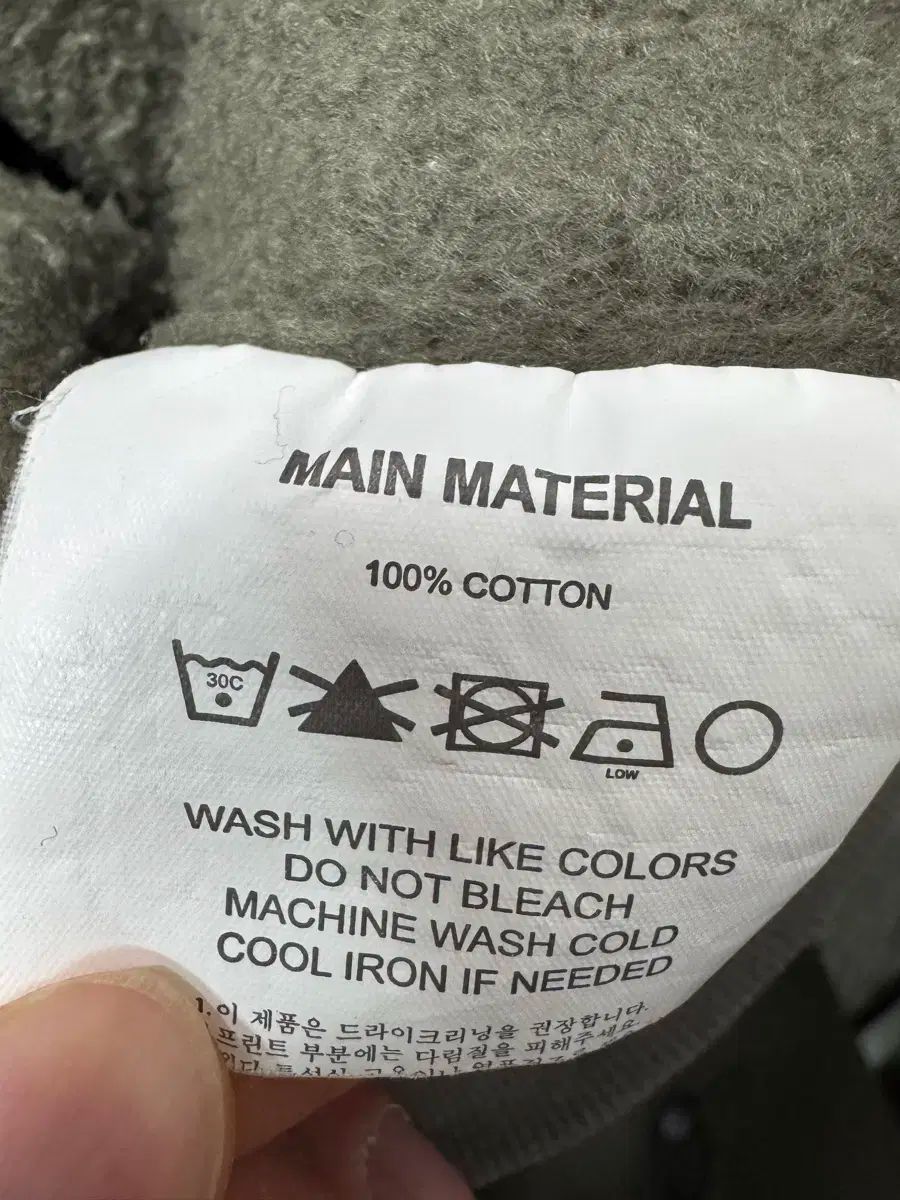 MAIN MATERIAL
100% COTTON
30C
LOW
WASH WITH LIKE COLORS
DO NOT BLEACH
MACHINE WASH COLD
COOL IRON IF NEEDED
1.이 제품은 드라이크리닝을 권장합니다.
프린트 부분에는 다림질을 피해주세요.